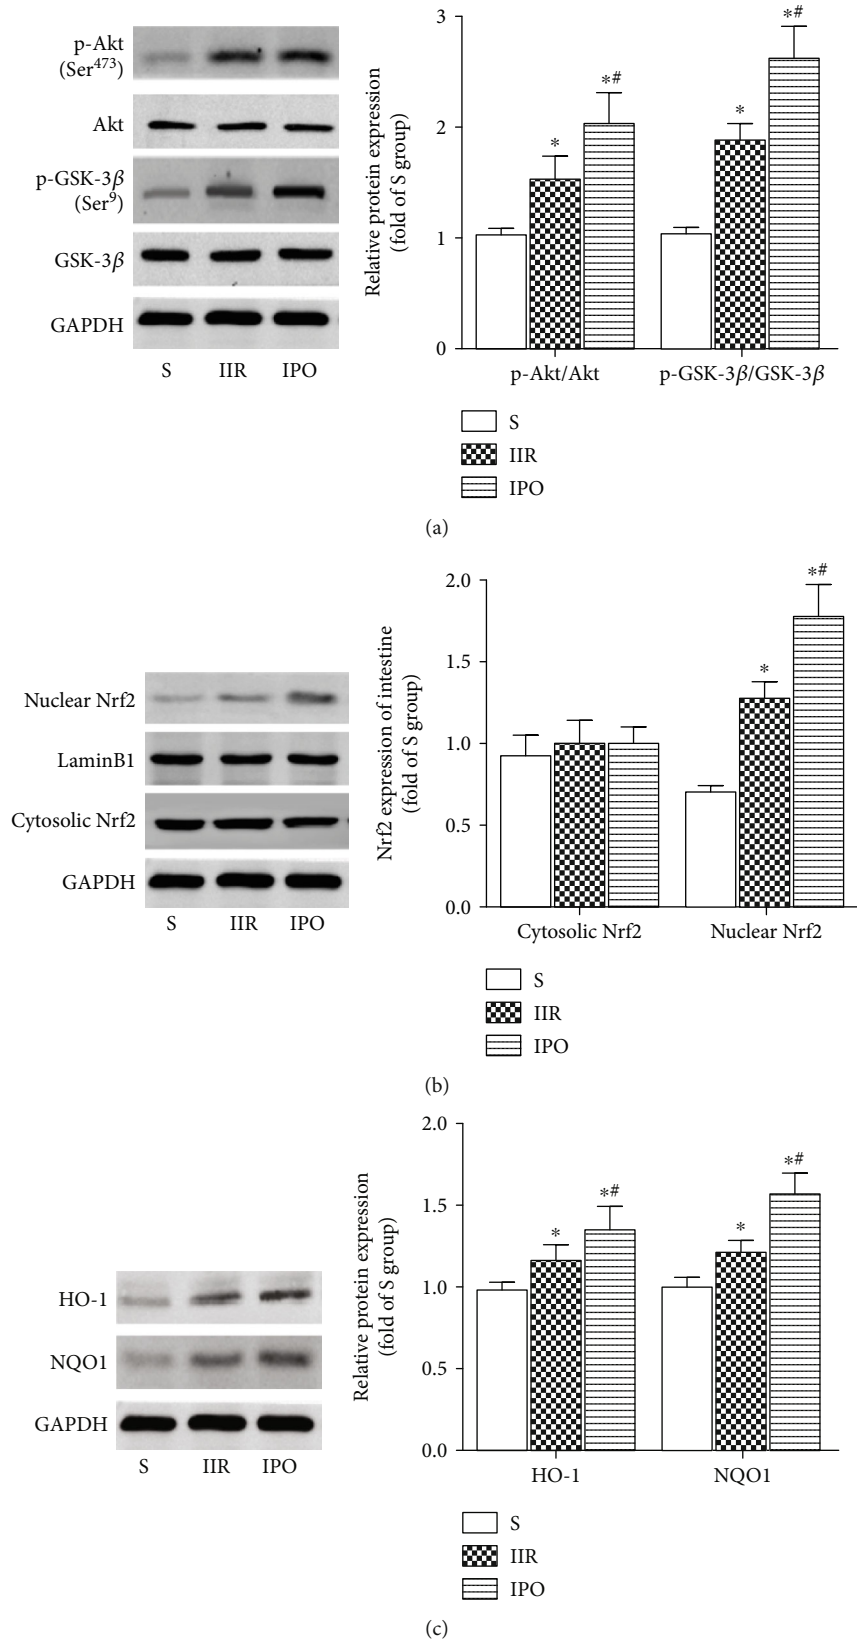 p-Akt
(Ser473)
Akt
p-GSK-3β
(Ser9)
GSK-3β
GAPDH
S IIR IPO
Relative protein expression
(fold of S group)
3
2
1
0
*
*#
*
*#
p-Akt/Akt p-GSK-3β/GSK-3β
S
IIR
IPO
(a)
Nuclear Nrf2
LaminB1
Cytosolic Nrf2
GAPDH
S IIR IPO
Nrf2 expression of intestine
(fold of S group)
2.0
1.5
1.0
0.5
0.0
*
*#
Cytosolic Nrf2 Nuclear Nrf2
S
IIR
IPO
(b)
HO-1
NQO1
GAPDH
S IIR IPO
Relative protein expression
(fold of S group)
2.0
1.5
1.0
0.5
0.0
*
*#
*
*#
HO-1 NQO1
S
IIR
IPO
(c)